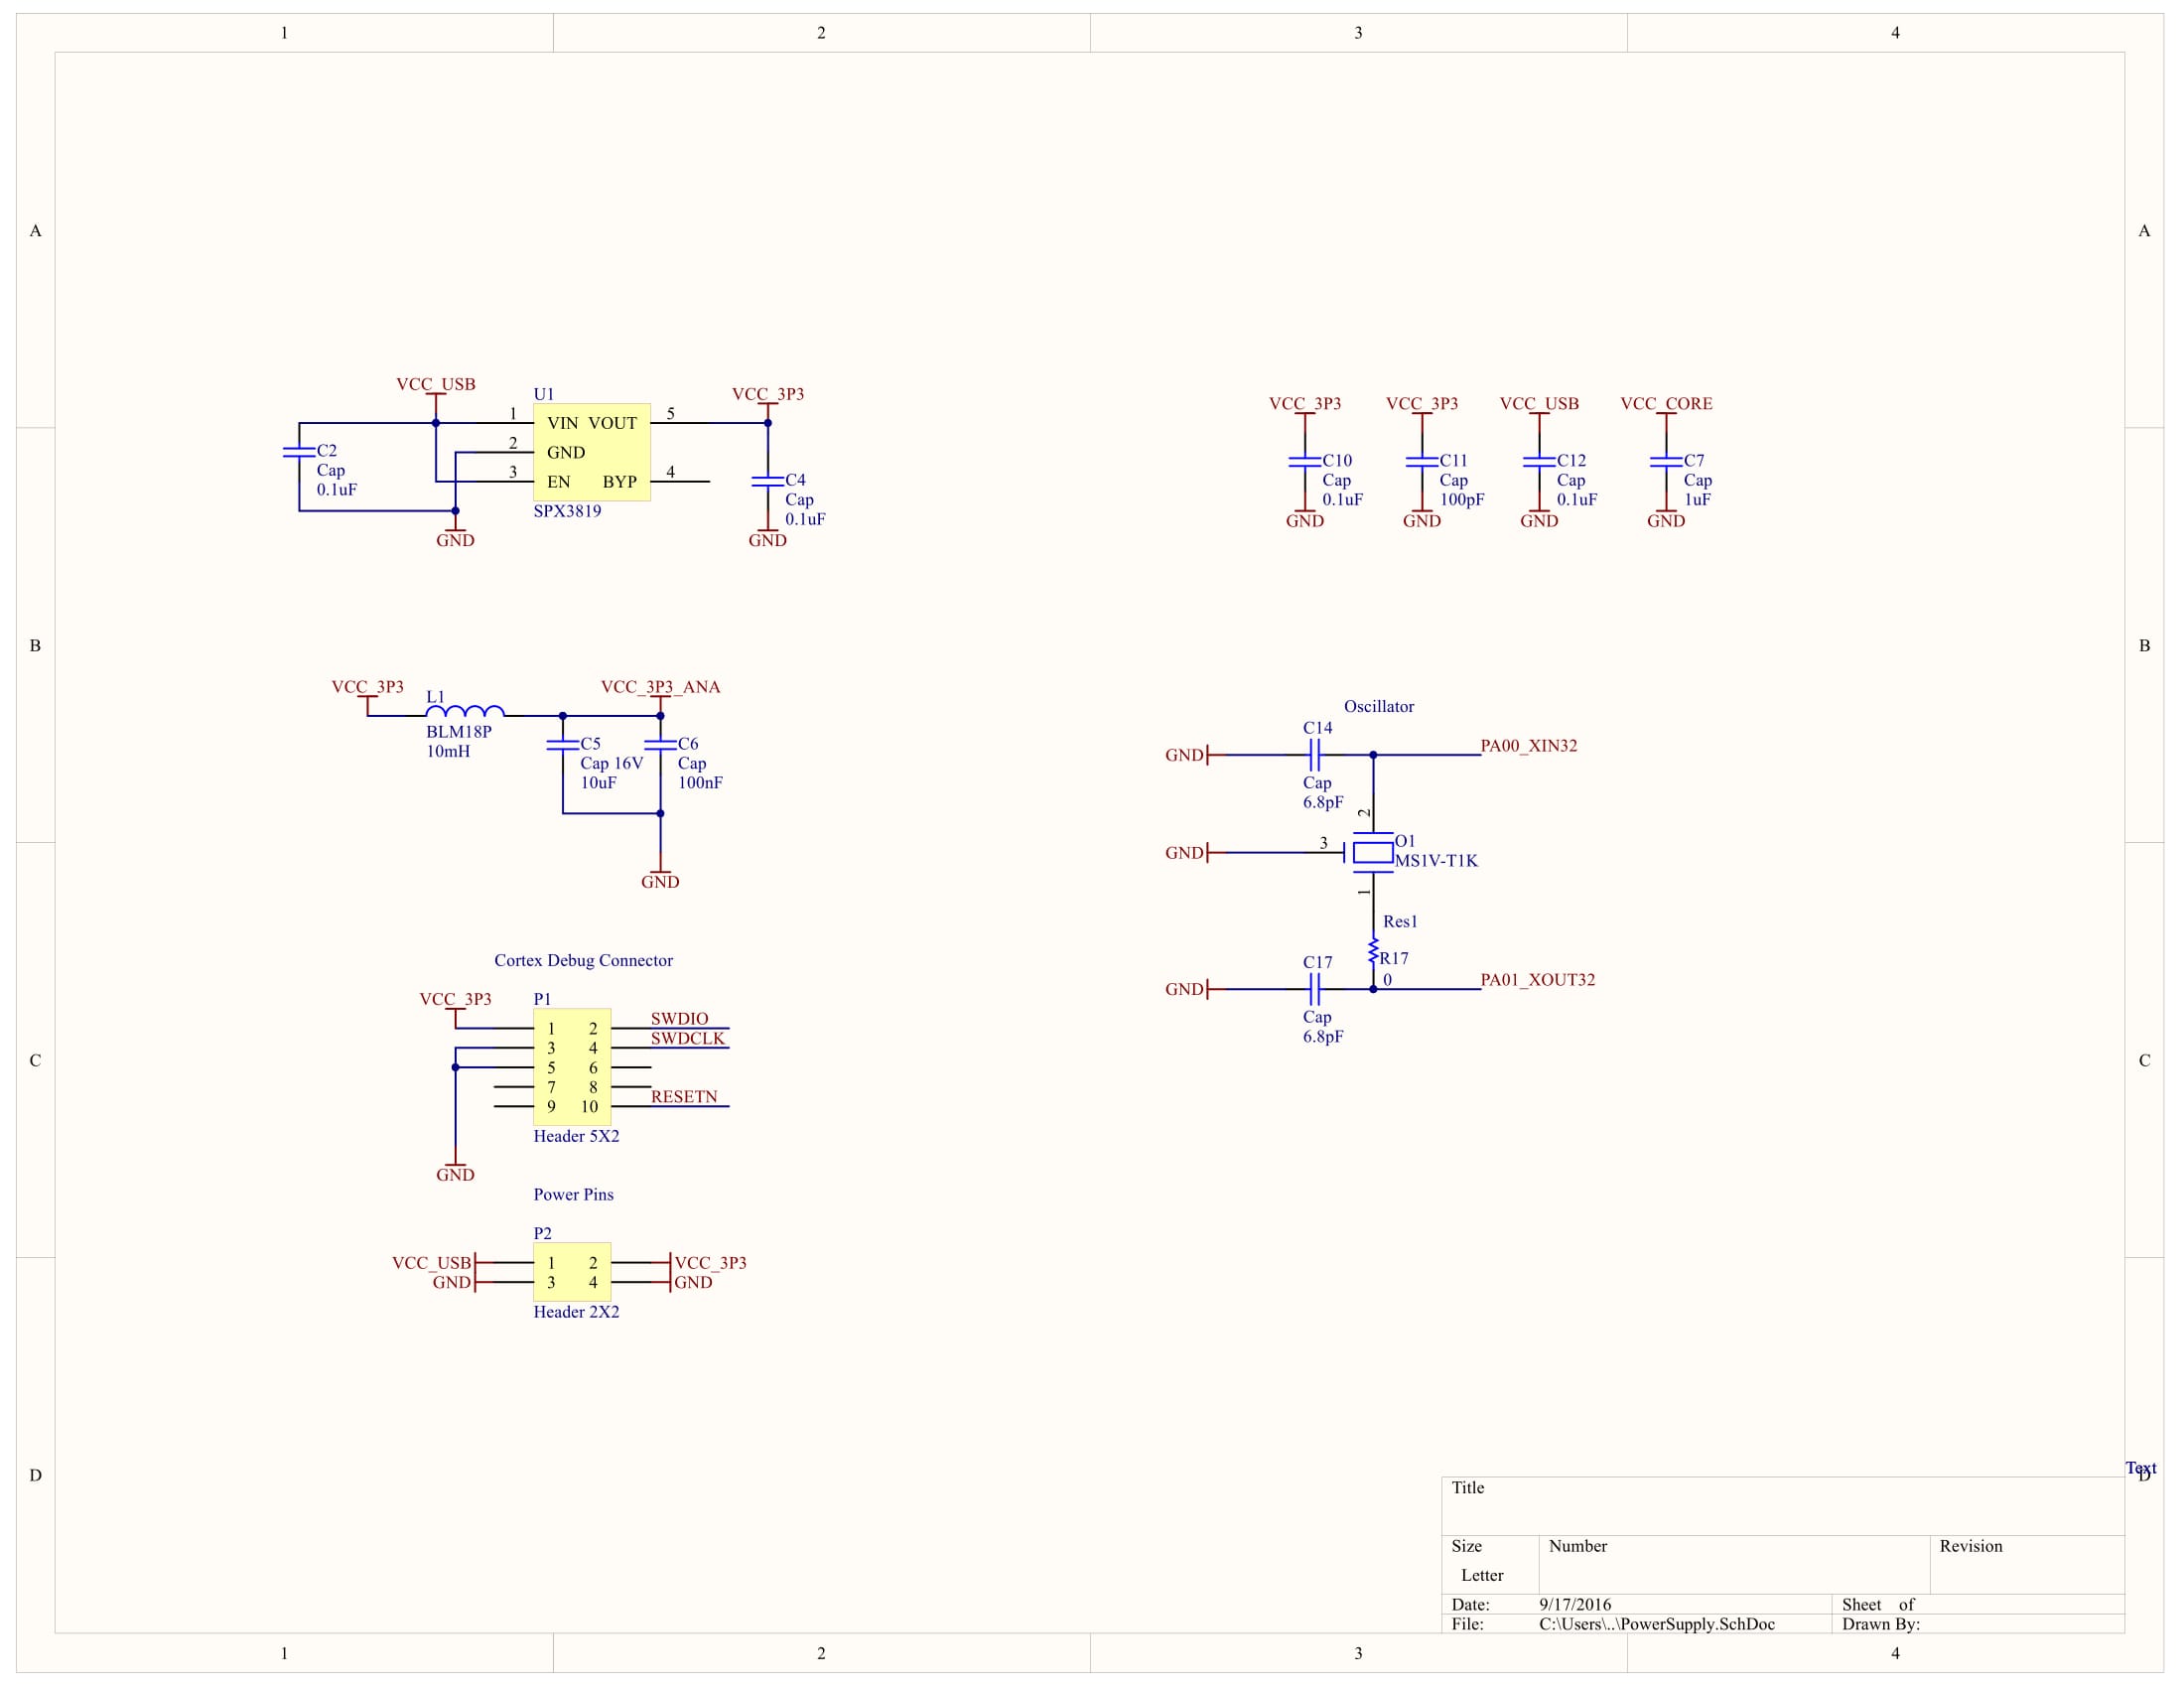 1 2 3 4
A A
VCC_USB
U1
1 VIN VOUT 5
2 GND
3 EN BYP 4
SPX3819
C2
Cap
0.1uF
GND
VCC_3P3
C4
Cap
0.1uF
GND
VCC_3P3
C10
Cap
0.1uF
GND
VCC_3P3
C11
Cap
100pF
GND
VCC_USB
C12
Cap
0.1uF
GND
VCC_CORE
C7
Cap
1uF
GND
B B
VCC_3P3
L1
BLM18P
10mH
VCC_3P3_ANA
C5
Cap 16V
10uF
C6
Cap
100nF
GND
Oscillator
C14
GND
Cap
6.8pF
PA00_XIN32
2
GND
3
O1
MS1V-T1K
1
Res1
R17
0
C17
GND
Cap
6.8pF
PA01_XOUT32
Cortex Debug Connector
VCC_3P3
P1
1 2 SWDIO
3 4 SWDCLK
5 6
7 8
9 10 RESETN
Header 5X2
GND
C C
Power Pins
P2
VCC_USB 1 2 VCC_3P3
GND 3 4 GND
Header 2X2
D D
Text
Title
Size Number Revision
Letter
Date: 9/17/2016 Sheet of
File: C:\Users\..\PowerSupply.SchDoc Drawn By:
1 2 3 4